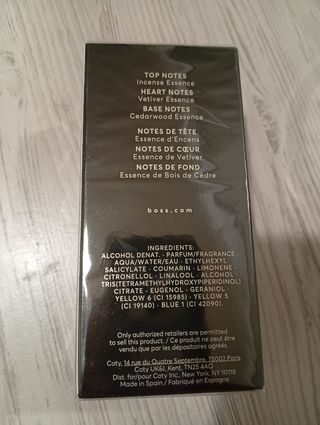 TOP NOTES
Incense Essence
HEART NOTES
Vetiver Essence
BASE NOTES
Cedarwood Essence
NOTES DE TÊTE
Essence d'Encens
NOTES DE CŒUR
Essence de Vetiver
NOTES DE FOND
Essence de Bois de Cèdre
boss.com
INGREDIENTS:
ALCOHOL DENAT. · PARFUM/FRAGRANCE
AQUA/WATER/EAU · ETHYLHEXYL
SALICYLATE · COUMARIN · LIMONENE ·
CITRONELLOL · LINALOOL · ALCOHOL
TRIS(TETRAMETHYLHYDROXYPIPERIDINOL)
CITRATE · EUGENOL · GERANIOL
YELLOW 6 (CI 15985) · YELLOW 5
(CI 19140) · BLUE 1 (CI 42090).
Only authorized retailers are permitted
to sell this product. / Ce produit ne peut être
vendu que par les dépositaires agréés.
Coty, 14 rue du Quatre Septembre, 75002 Paris
Coty UK&I, Kent, TN25 4AQ
Dist. for/pour Coty Inc., New York, NY 10118
Made in Spain / Fabriqué en Espagne